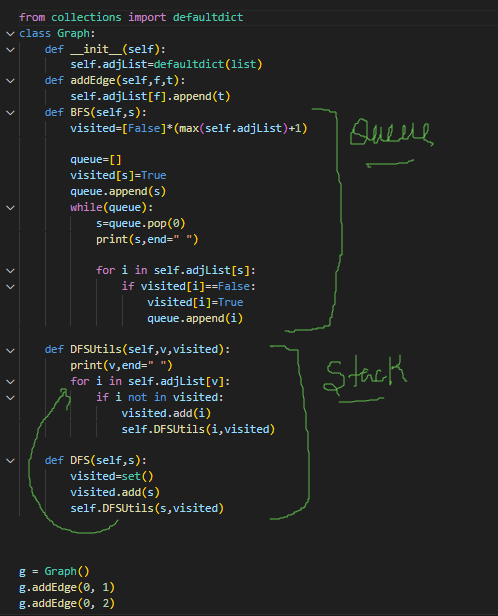 from collections import defaultdict
class Graph:
    def __init__(self):
        self.adjList=defaultdict(list)
    def addEdge(self,f,t):
        self.adjList[f].append(t)
    def BFS(self,s):
        visited=[False]*(max(self.adjList)+1)
        queue=[]
        visited[s]=True
        queue.append(s)
        while(queue):
            s=queue.pop(0)
            print(s,end=" ")
            for i in self.adjList[s]:
                if visited[i]==False:
                    visited[i]=True
                    queue.append(i)
Queue
    def DFSUtils(self,v,visited):
        print(v,end=" ")
        for i in self.adjList[v]:
            if i not in visited:
                visited.add(i)
                self.DFSUtils(i,visited)
    def DFS(self,s):
        visited=set()
        visited.add(s)
        self.DFSUtils(s,visited)
Stack
g = Graph()
g.addEdge(0, 1)
g.addEdge(0, 2)